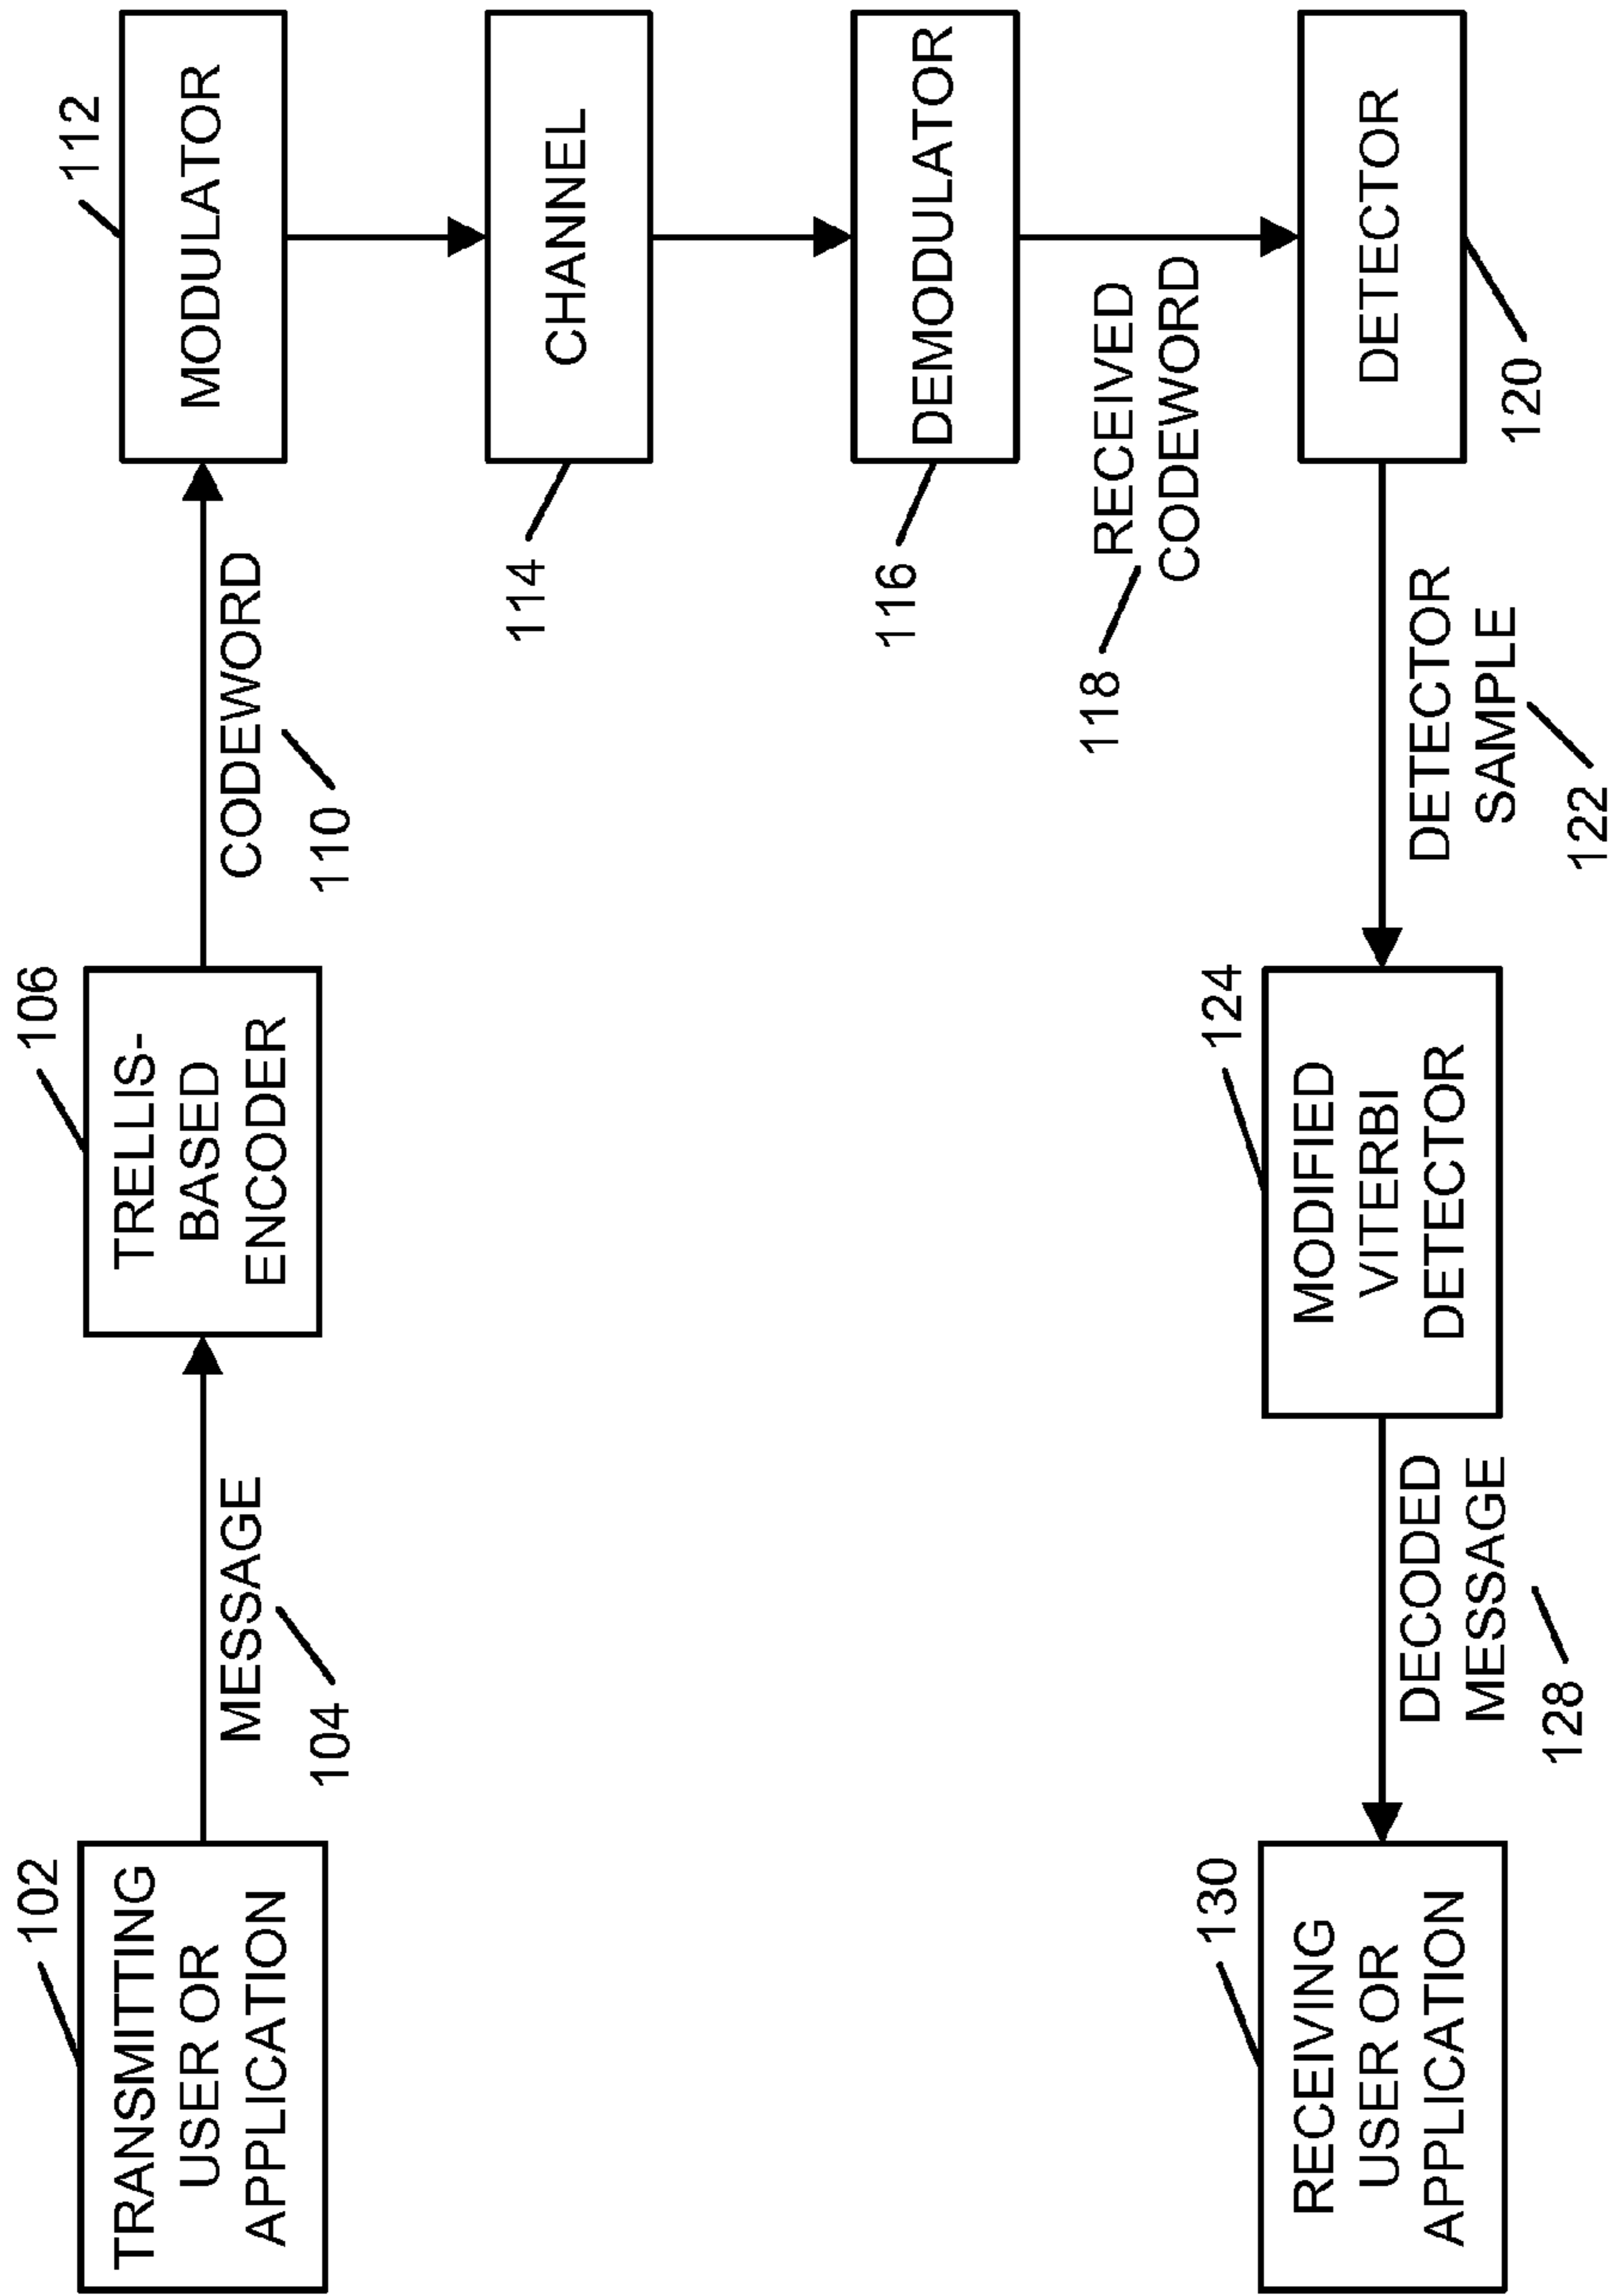 102
TRANSMITTING
USER OR
APPLICATION
MESSAGE
104
106
TRELLIS-
BASED
ENCODER
CODEWORD
110
112
MODULATOR
CHANNEL
114
DEMODULATOR
116
118
RECEIVED
CODEWORD
DETECTOR
120
DETECTOR
SAMPLE
122
124
MODIFIED
VITERBI
DETECTOR
DECODED
MESSAGE
128
130
RECEIVING
USER OR
APPLICATION